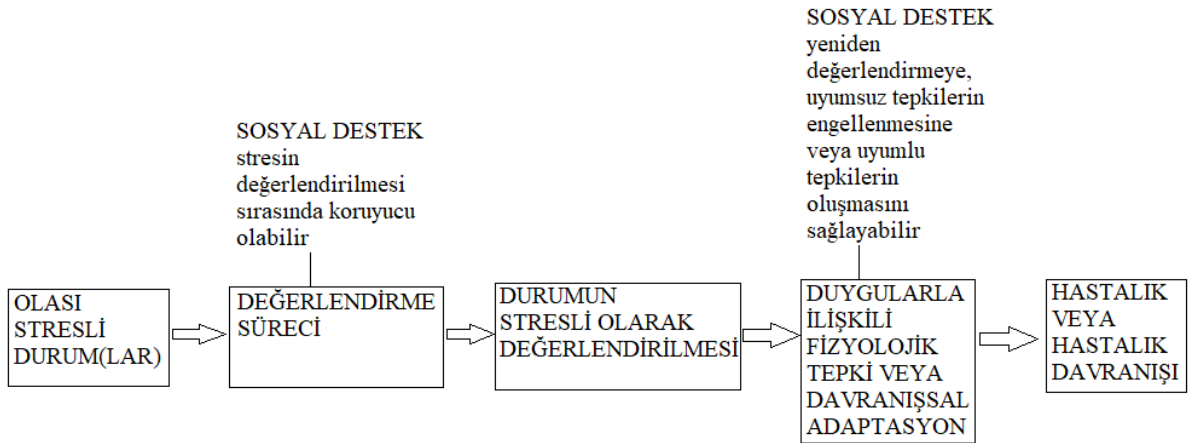 SOSYAL DESTEK
stresin
değerlendirilmesi
sırasında koruyucu
olabilir
SOSYAL DESTEK
yeniden
değerlendirmeye,
uyumsuz tepkilerin
engellenmesine
veya uyumlu
tepkilerin
oluşmasını
sağlayabilir
OLASI
STRESLİ
DURUM(LAR)
DEĞERLENDİRME
SÜRECİ
DURUMUN
STRESLİ OLARAK
DEĞERLENDİRİLMESİ
DUYGULARLA
İLİŞKİLİ
FİZYOLOJİK
TEPKİ VEYA
DAVRANIŞSAL
ADAPTASYON
HASTALIK
VEYA
HASTALIK
DAVRANIŞI